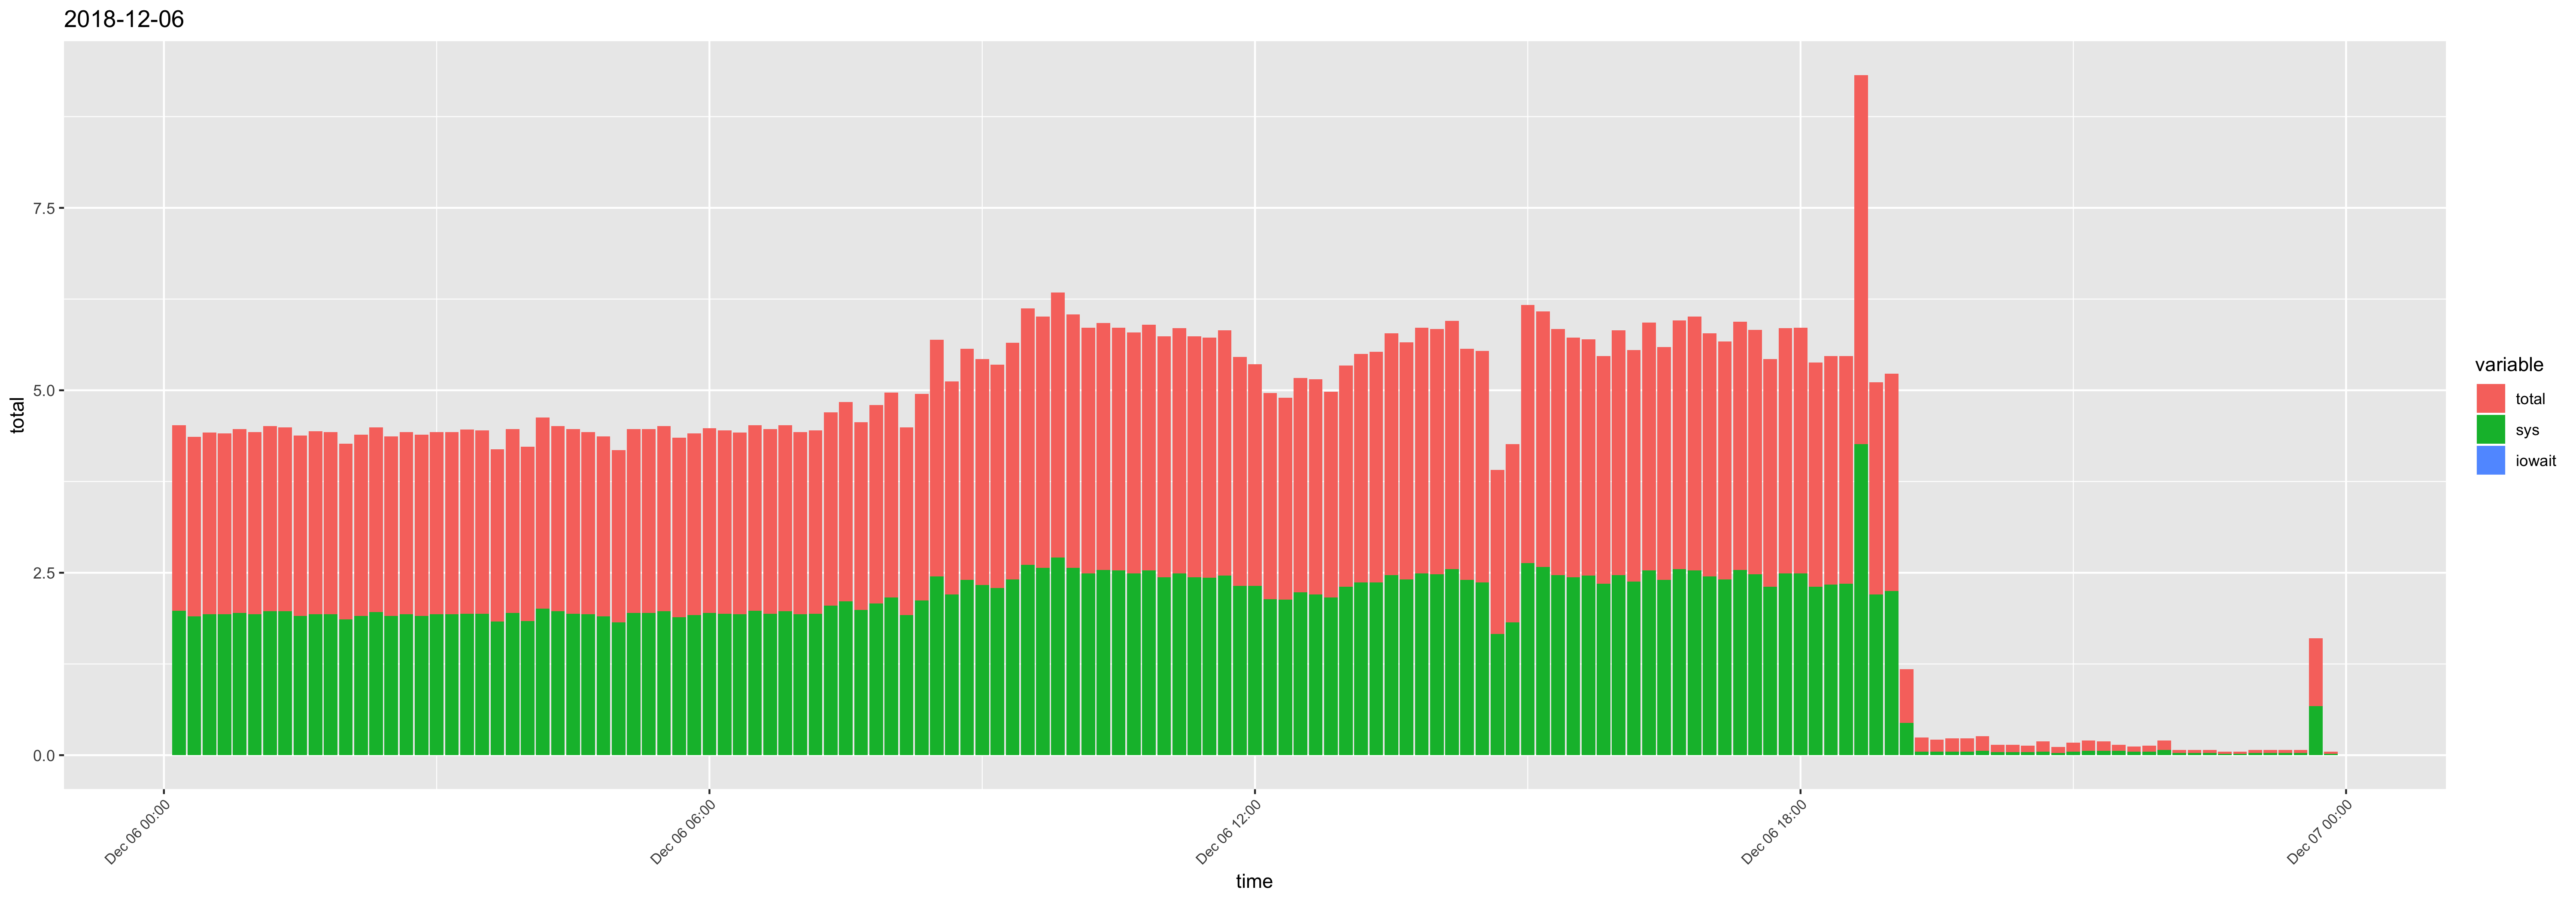 2018-12-06
total
7.5
5.0
2.5
0.0
Dec 06 00:00
Dec 06 06:00
Dec 06 12:00
Dec 06 18:00
Dec 07 00:00
time
variable
total
sys
iowait